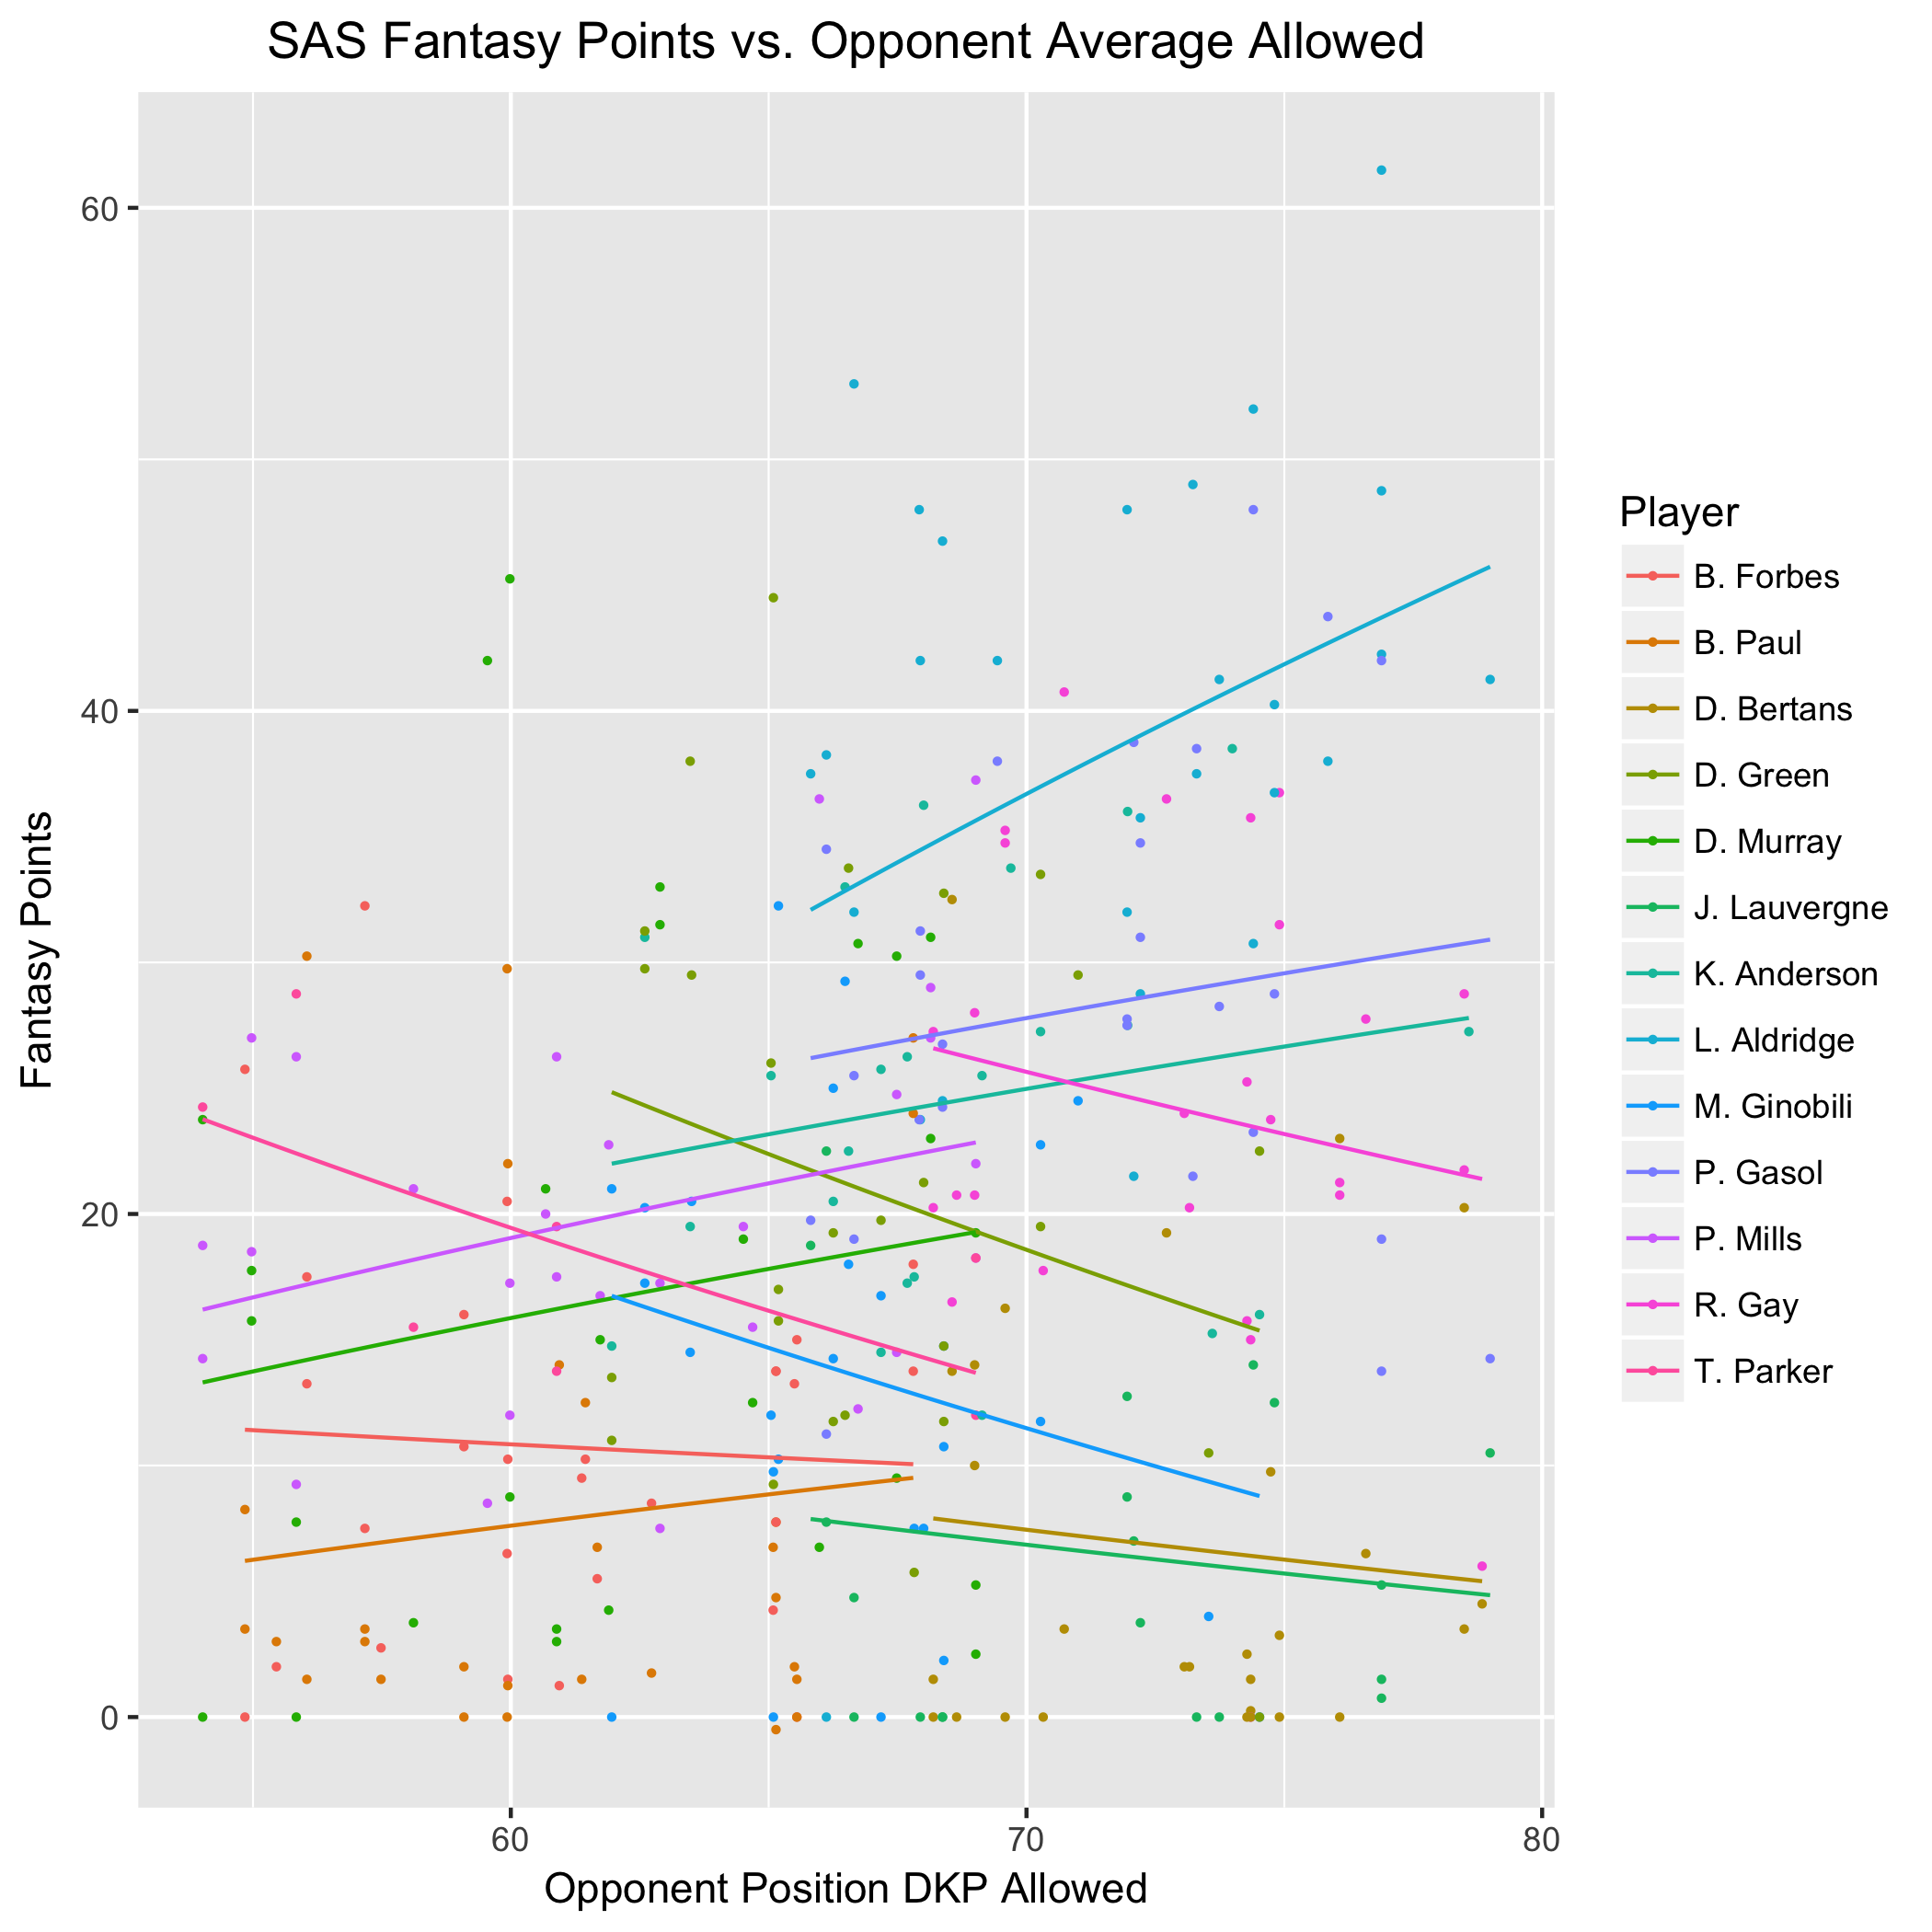 SAS Fantasy Points vs. Opponent Average Allowed
60
40
20
0
Fantasy Points
60
70
80
Opponent Position DKP Allowed
Player
B. Forbes
B. Paul
D. Bertans
D. Green
D. Murray
J. Lauvergne
K. Anderson
L. Aldridge
M. Ginobili
P. Gasol
P. Mills
R. Gay
T. Parker